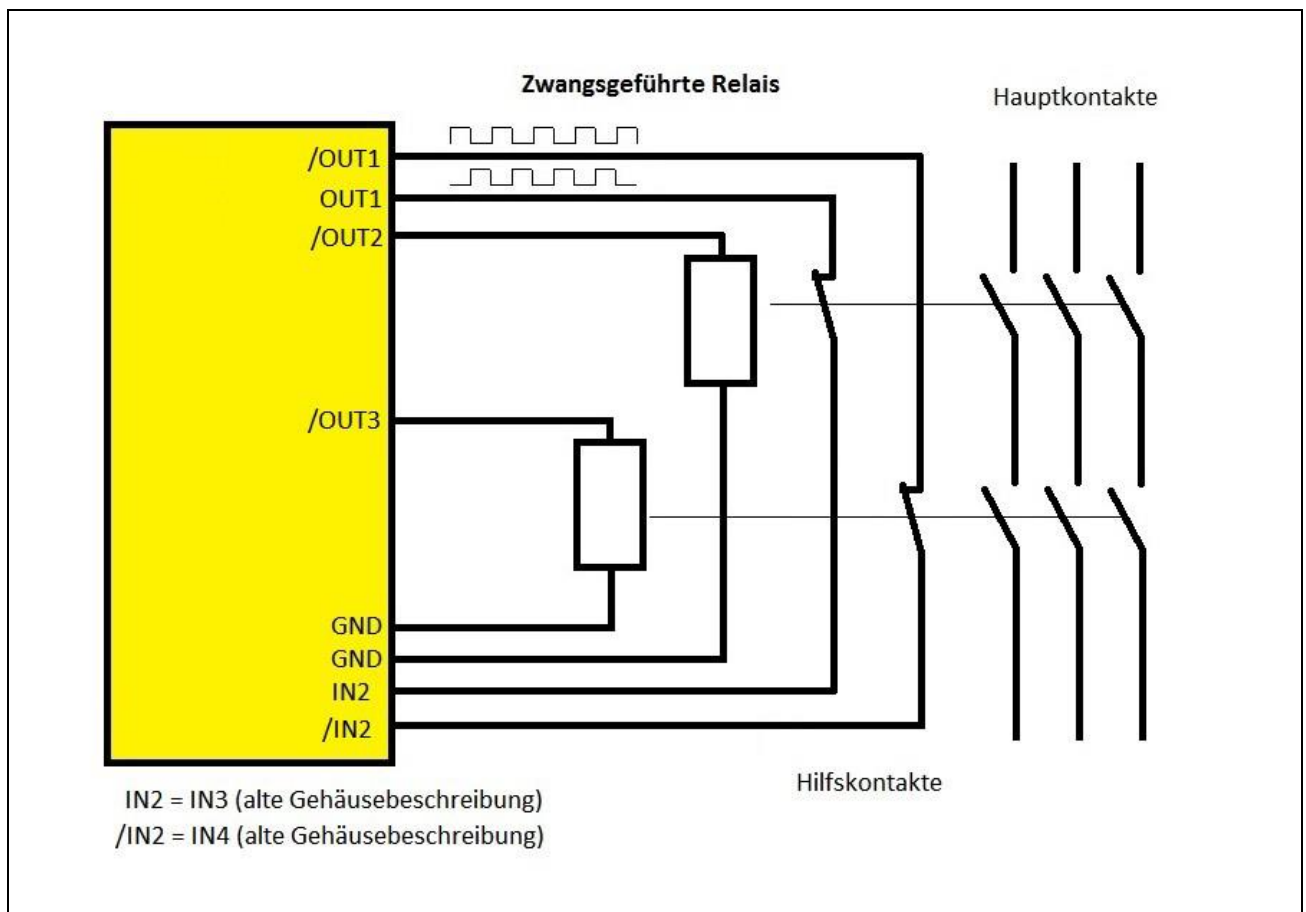 Zwangsgeführte Relais
Hauptkontakte
/OUT1
OUT1
/OUT2
/OUT3
GND
GND
IN2
/IN2
Hilfskontakte
IN2 = IN3 (alte Gehäusebeschreibung)
/IN2 = IN4 (alte Gehäusebeschreibung)